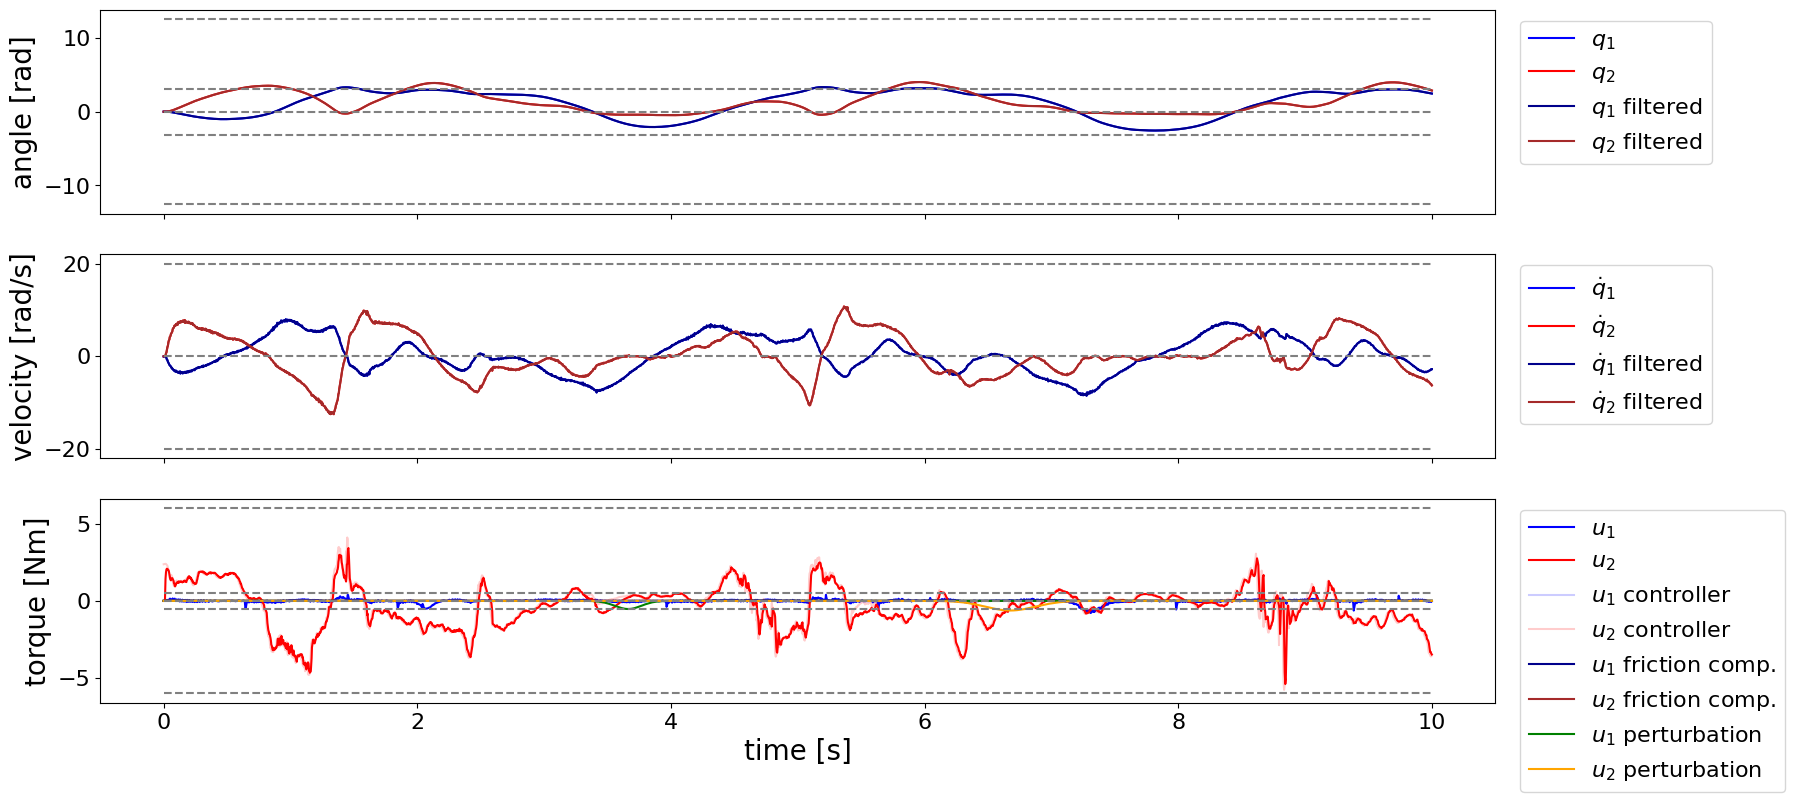 angle [rad]
10
0
−10
q₁
q₂
q₁ filtered
q₂ filtered
velocity [rad/s]
20
0
−20
q̇₁
q̇₂
q̇₁ filtered
q̇₂ filtered
torque [Nm]
5
0
−5
0
2
4
6
8
10
time [s]
u₁
u₂
u₁ controller
u₂ controller
u₁ friction comp.
u₂ friction comp.
u₁ perturbation
u₂ perturbation